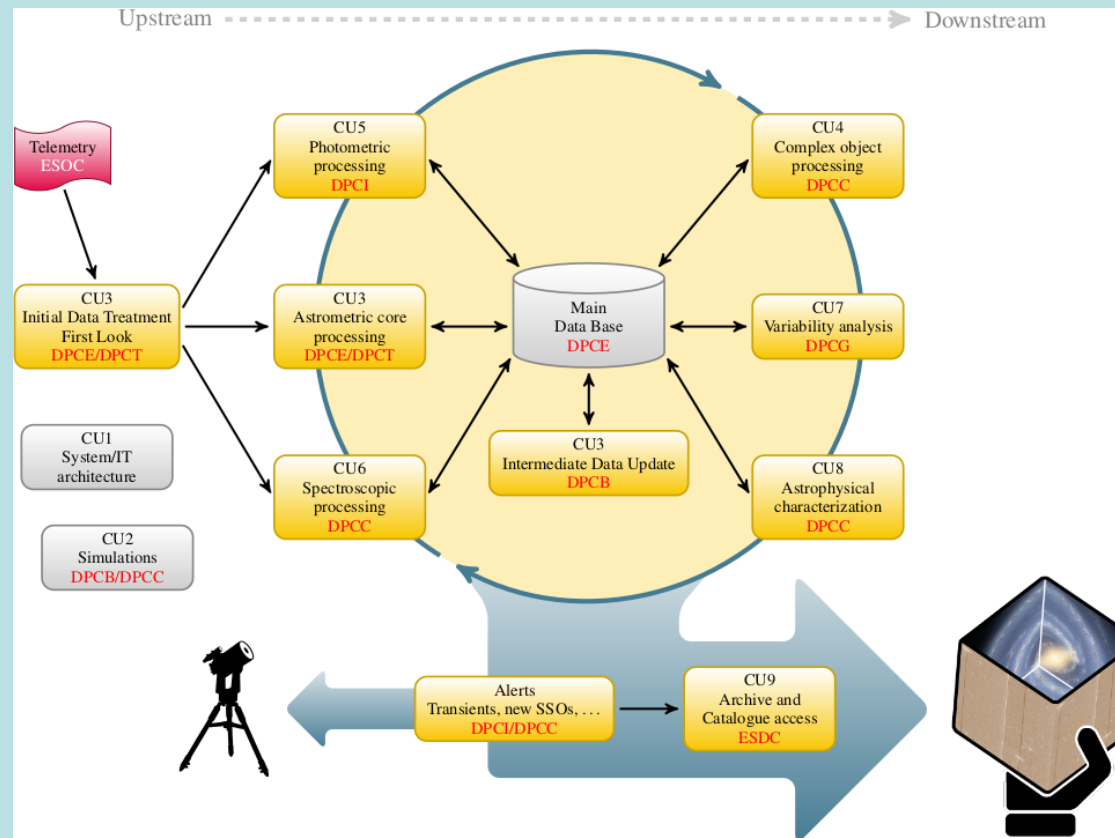 Upstream
Downstream
Telemetry
ESOC
CU5
Photometric
processing
DPCI
CU4
Complex object
processing
DPCC
CU3
Initial Data Treatment
First Look
DPCE/DPCT
CU3
Astrometric core
processing
DPCE/DPCT
Main
Data Base
DPCE
CU7
Variability analysis
DPCG
CU1
System/IT
architecture
CU6
Spectroscopic
processing
DPCC
CU3
Intermediate Data Update
DPCB
CU8
Astrophysical
characterization
DPCC
CU2
Simulations
DPCB/DPCC
Alerts
Transients, new SSOs, . . .
DPCI/DPCC
CU9
Archive and
Catalogue access
ESDC